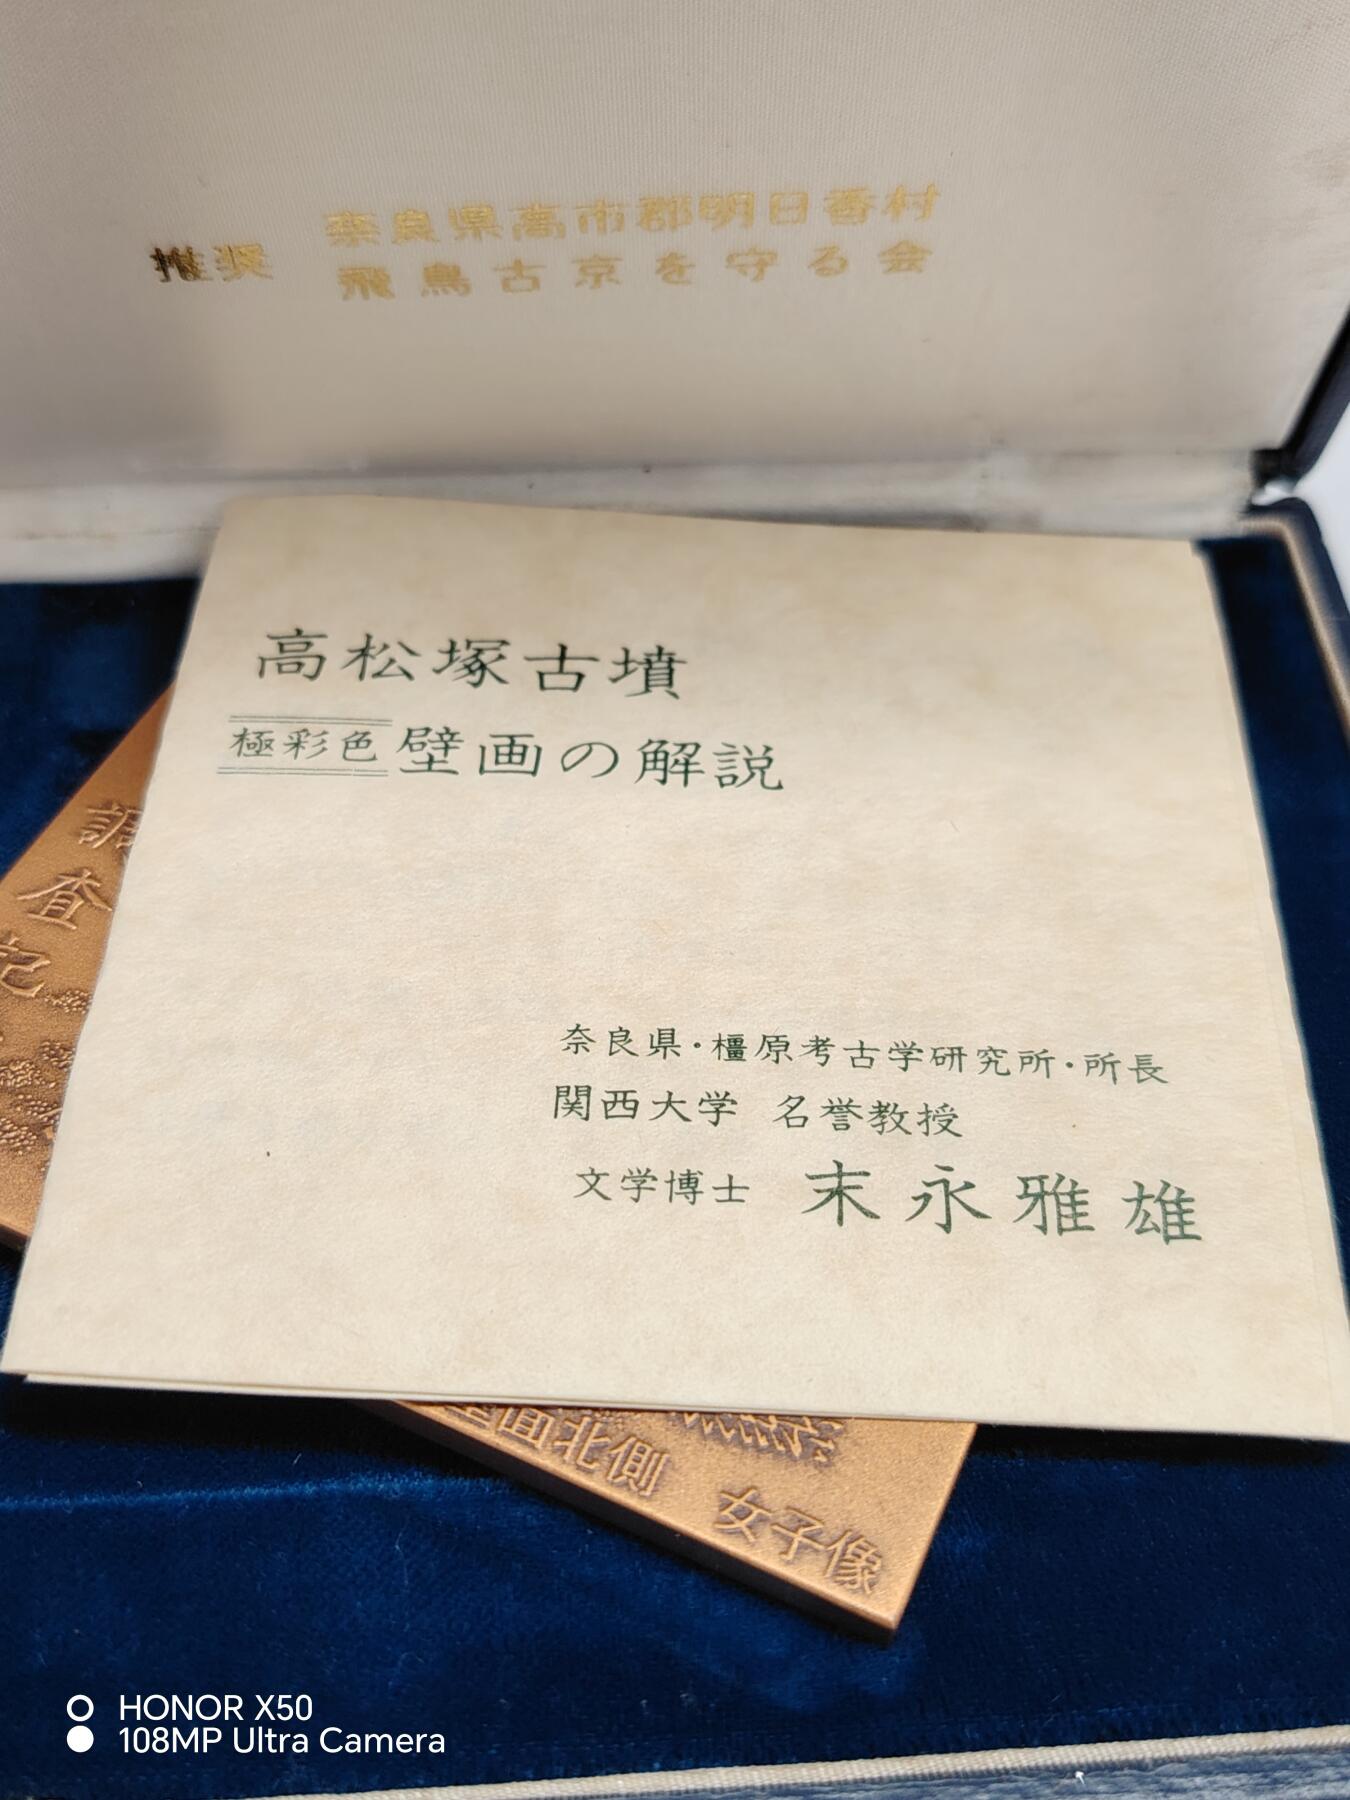 奈良県高市郡明日香村
推奨
飛鳥古京を守る会
高松塚古墳
極彩色壁画の解説
奈良県・橿原考古学研究所・所長
関西大学 名誉教授
文学博士 末永雅雄
調査記
壁面北側 女子像
HONOR X50
108MP Ultra Camera